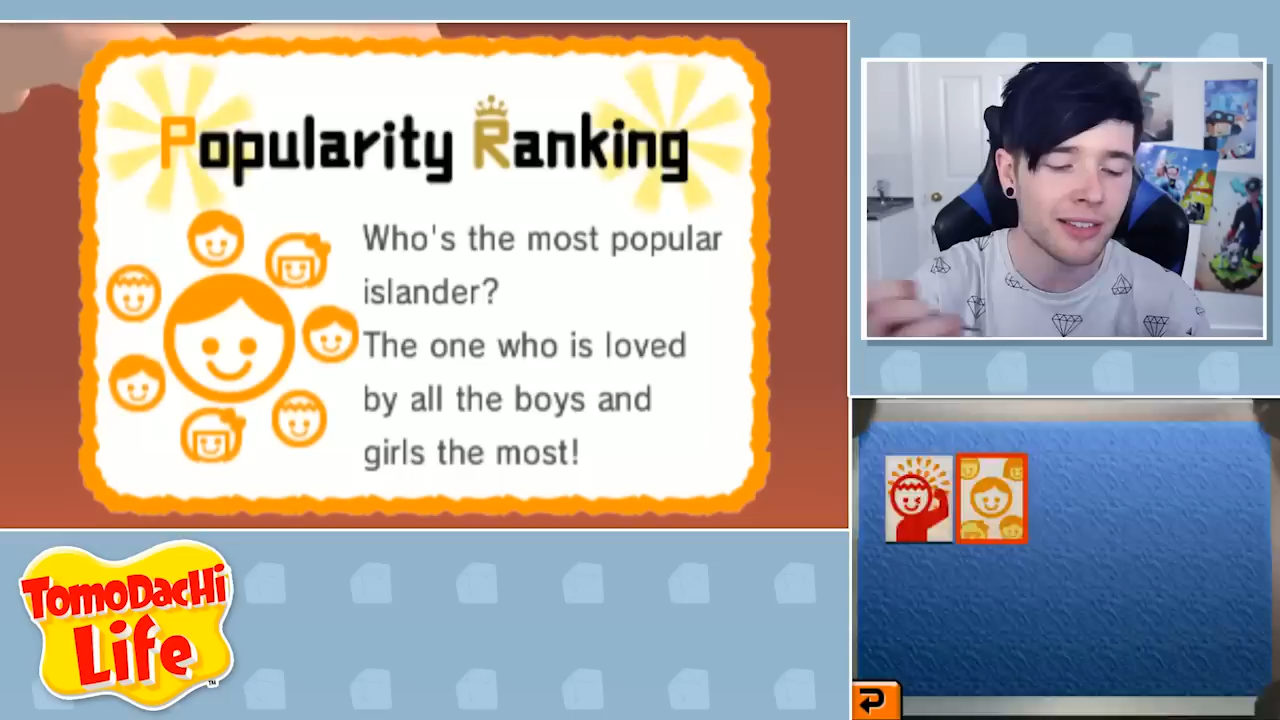 Popularity Ranking
Who's the most popular
islander?
The one who is loved
by all the boys and
girls the most!
TomoDacHi
Life
TM